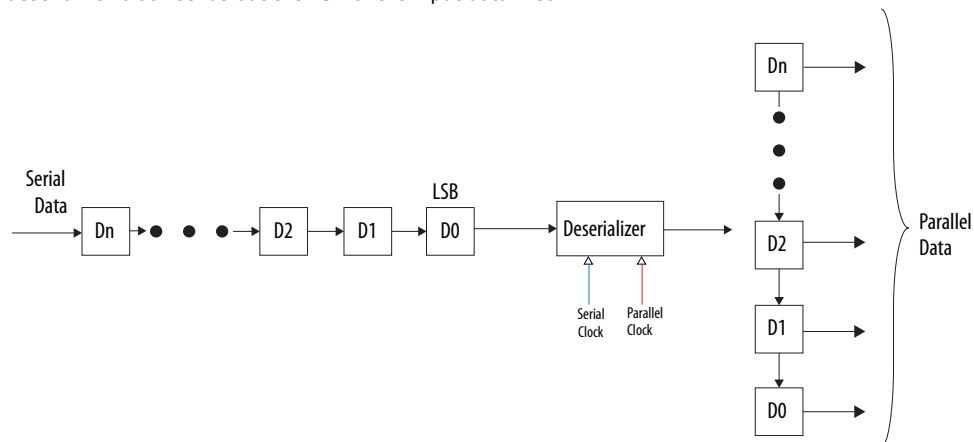 Dn
Serial
Data
LSB
Dn
D2
D1
D0
Deserializer
D2
Parallel
Data
Serial
Clock
Parallel
Clock
D1
D0